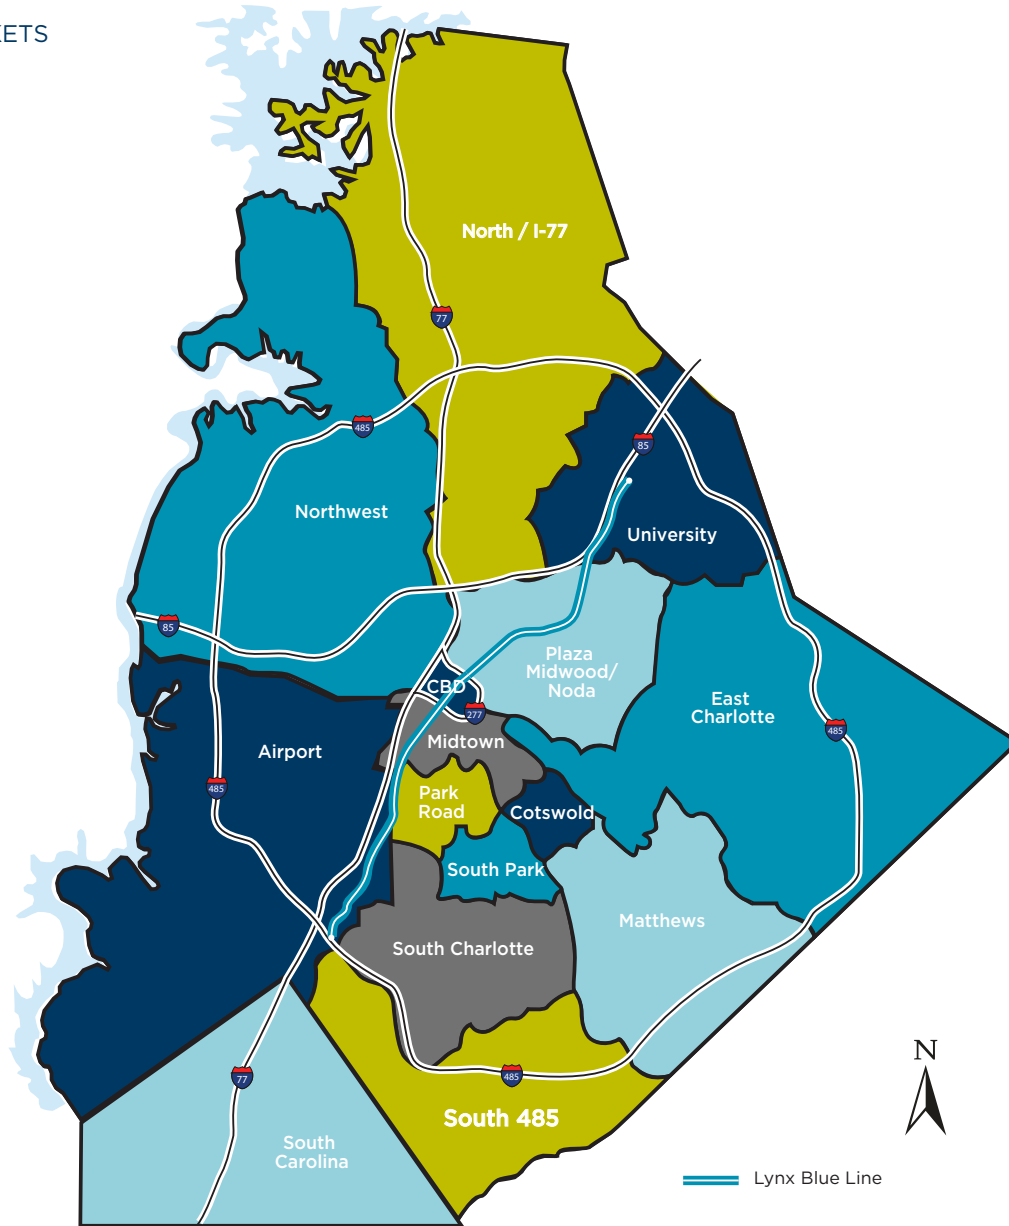 KETS
North / I-77
77
485
85
Northwest
University
85
Plaza
Midwood/
Noda
CBD
East
Charlotte
277
485
Midtown
Airport
485
Park
Road
Cotswold
South Park
Matthews
South Charlotte
N
77
485
South 485
South
Carolina
Lynx Blue Line